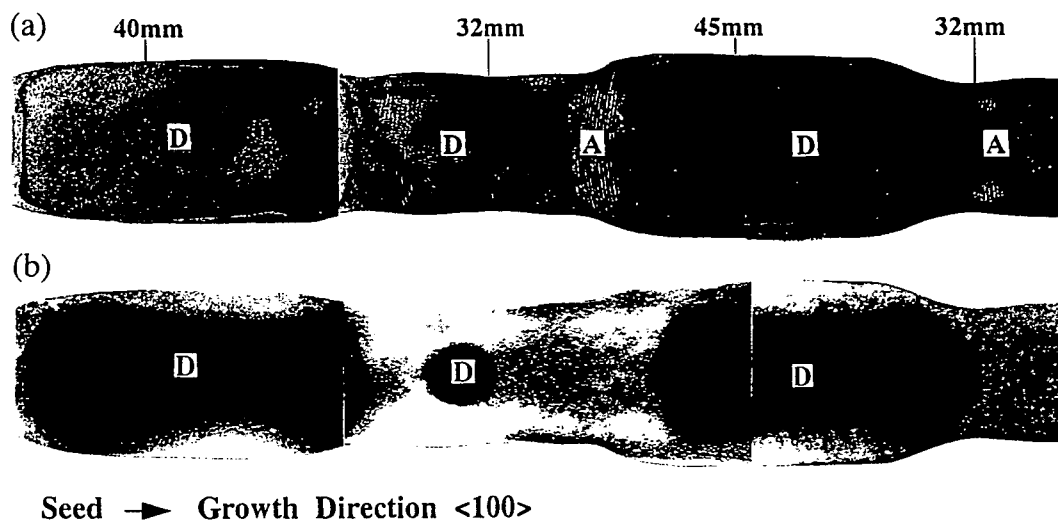 (a) 40mm 32mm 45mm 32mm
D D A D A
(b)
D D D
Seed → Growth Direction <100>